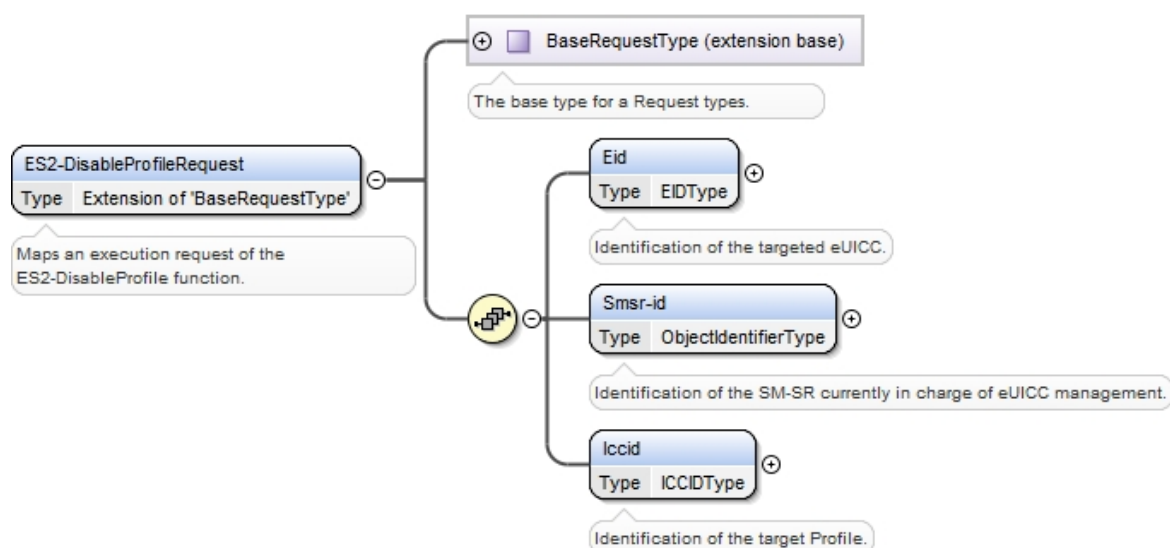 BaseRequestType (extension base)
The base type for a Request types.
ES2-DisableProfileRequest
Type Extension of 'BaseRequestType'
Maps an execution request of the
ES2-DisableProfile function.
Eid
Type EIDType
Identification of the targeted eUICC.
Smsr-id
Type ObjectIdentifierType
Identification of the SM-SR currently in charge of eUICC management.
Iccid
Type ICCIDType
Identification of the target Profile.